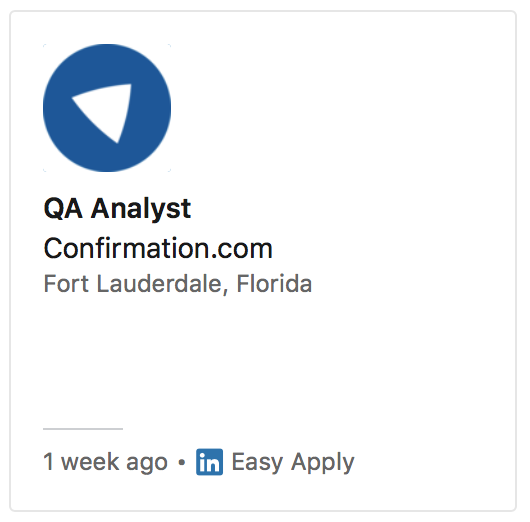 QA Analyst
Confirmation.com
Fort Lauderdale, Florida
1 week ago • in Easy Apply